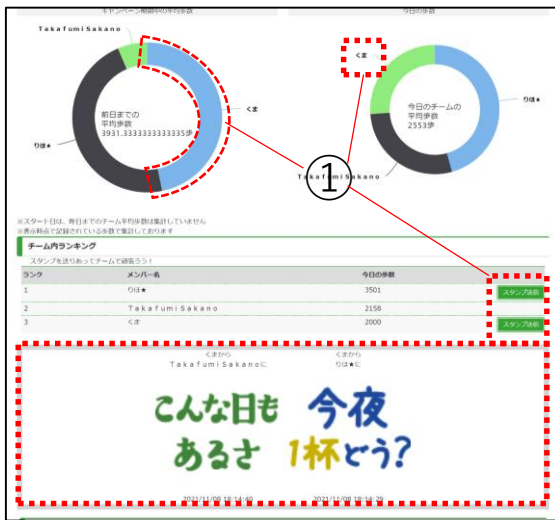 キャンペーン期間中の平均歩数
今日の歩数
TakafumiSakano
くま
りほ★
前日までの
平均歩数
3931.3333333333335歩
くま
りほ★
TakafumiSakano
今日のチームの
平均歩数
2553歩
①
※スタート日は、昨日までのチーム平均歩数は集計していません
※表示時点で記録されている歩数で集計しております
チーム内ランキング
スタンプを送りあってチームで頑張ろう！
ランク メンバー名 今日の歩数
1 りほ★ 3501 スタンプ送信
2 TakafumiSakano 2158
3 くま 2000 スタンプ送信
くまから くまから
TakafumiSakanoに りほ★に
こんな日も 今夜
あるさ 1杯どう?
2021/11/08 18:14:40 2021/11/08 18:14:29